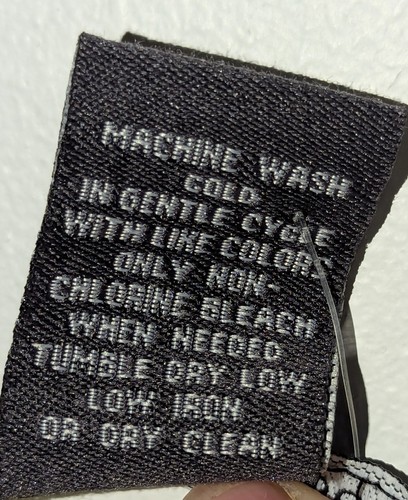 MACHINE WASH
COLD
IN GENTLE CYCLE
WITH LIKE COLORS
ONLY NON-
CHLORINE BLEACH
WHEN NEEDED
TUMBLE DRY LOW
LOW IRON
OR DRY CLEAN